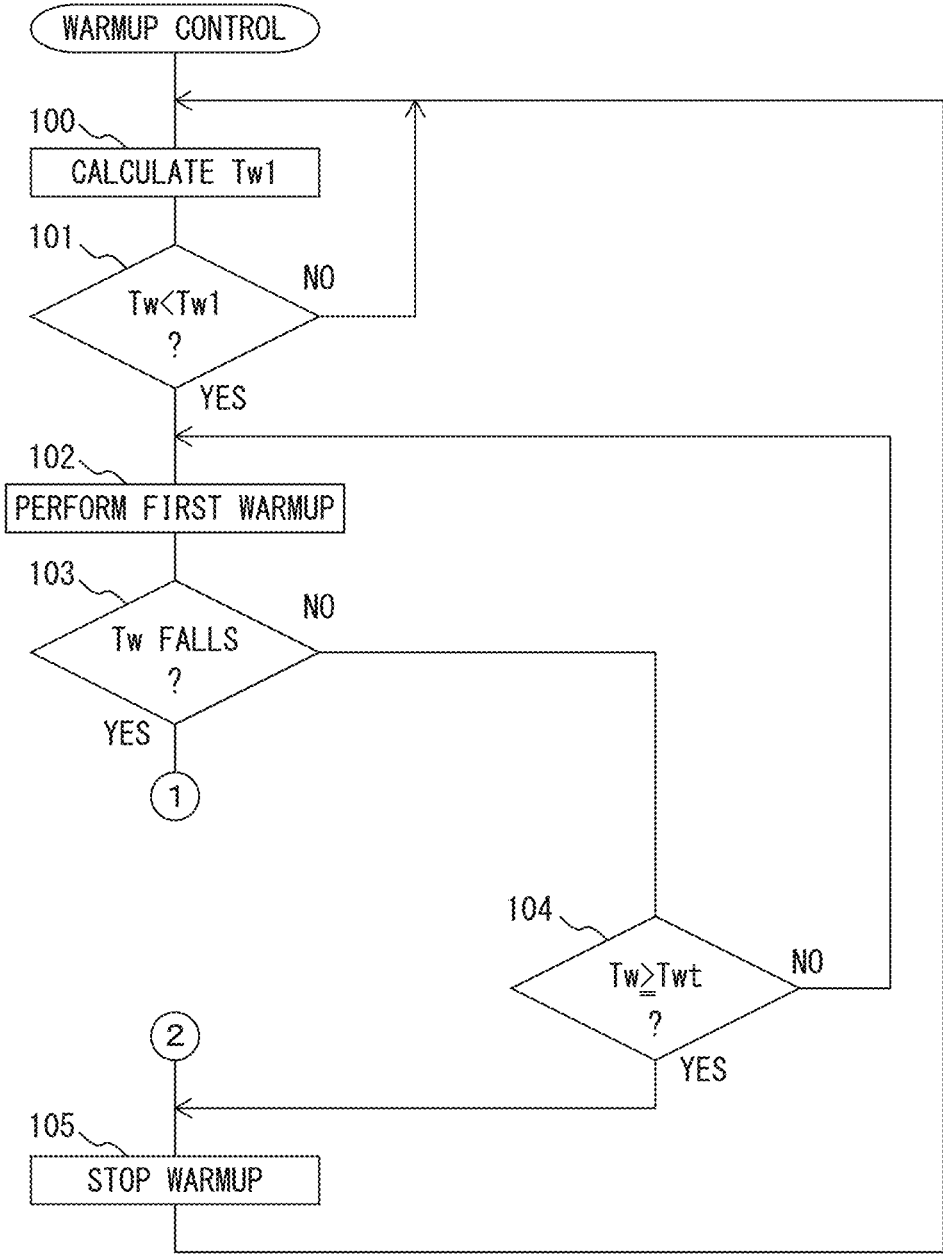 WARMUP CONTROL
100
CALCULATE Tw1
101
Tw<Tw1
?
NO
YES
102
PERFORM FIRST WARMUP
103
Tw FALLS
?
NO
YES
1
104
Tw≧Twt
?
NO
YES
2
105
STOP WARMUP